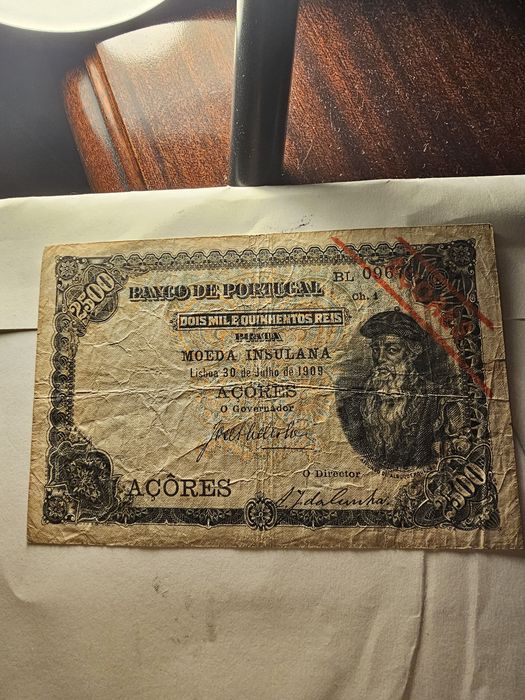 2500
BL 0967
Ch. 1
BANCO DE PORTUGAL
DOIS MIL E QUINHENTOS REIS
PRATA
MOEDA INSULANA
Lisboa 30 de Julho de 1909
AÇORES
O Governador
O Director
AÇÔRES
2500